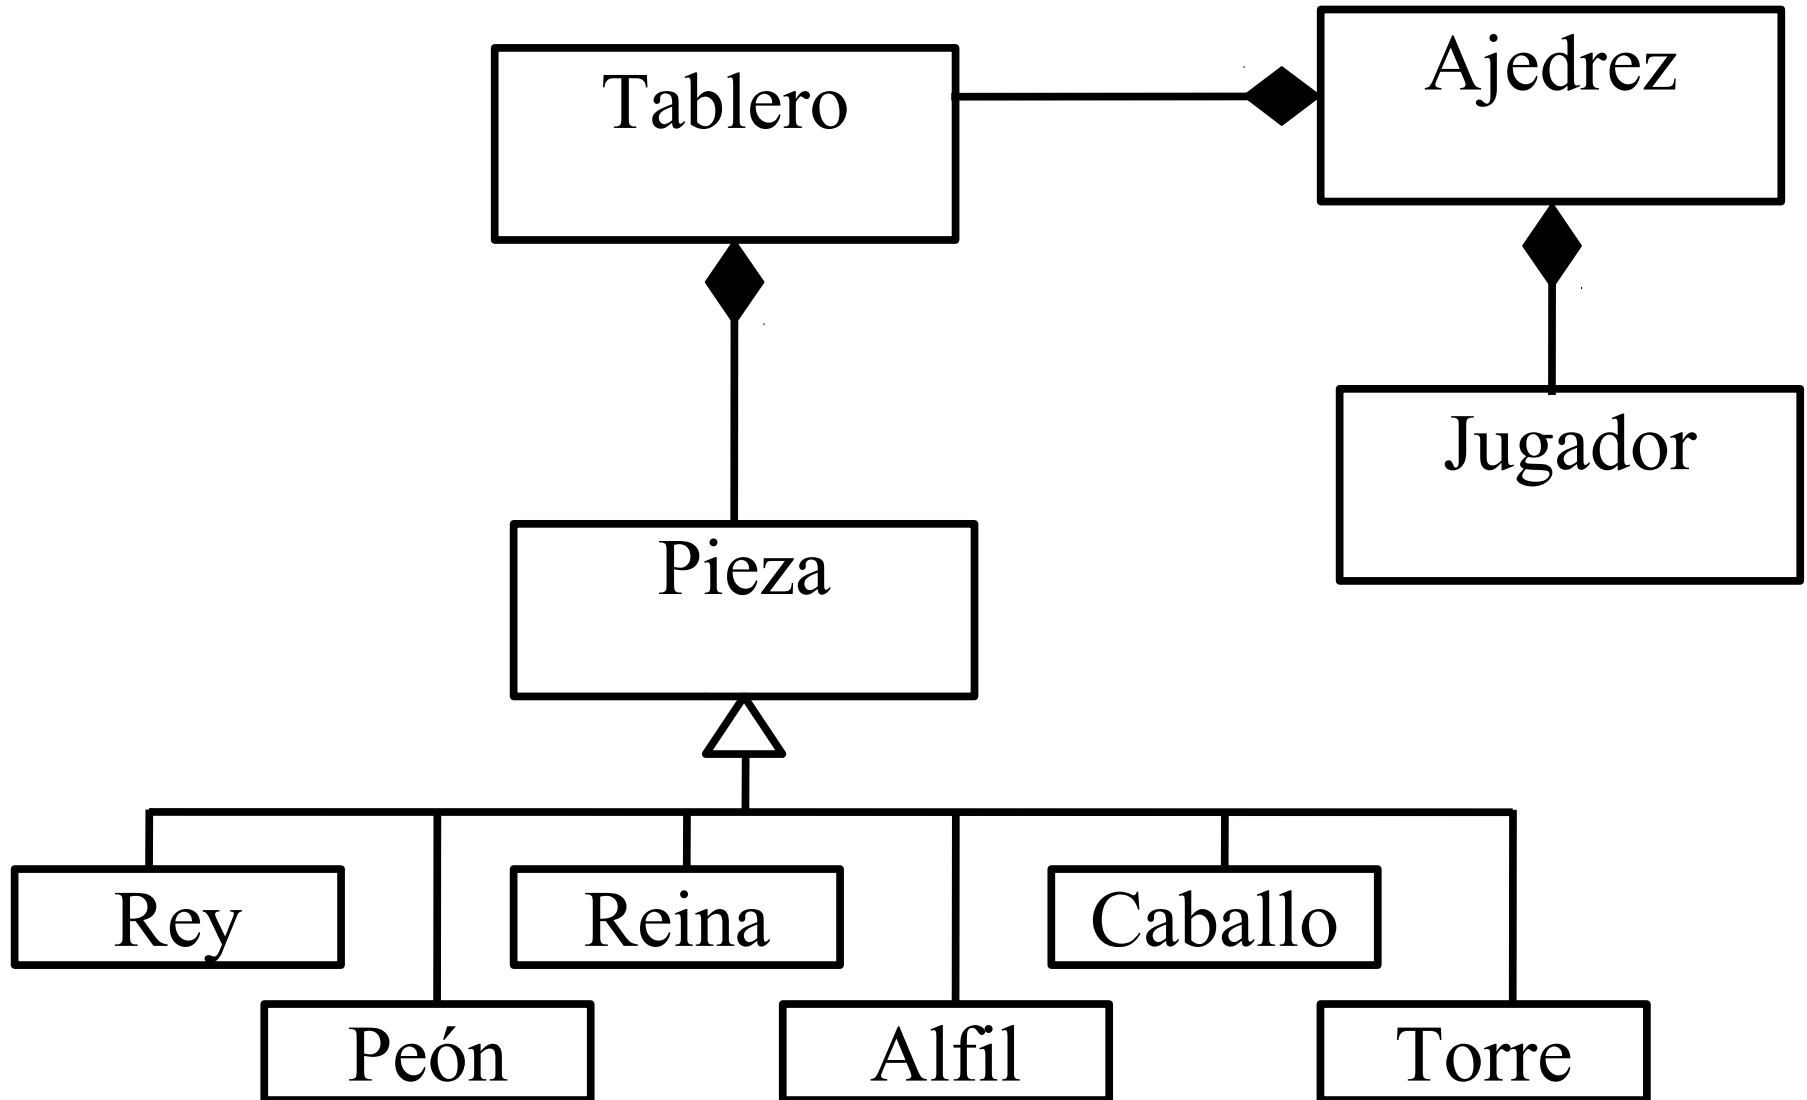 Ajedrez
Tablero
Jugador
Pieza
Rey
Reina
Caballo
Peón
Alfil
Torre